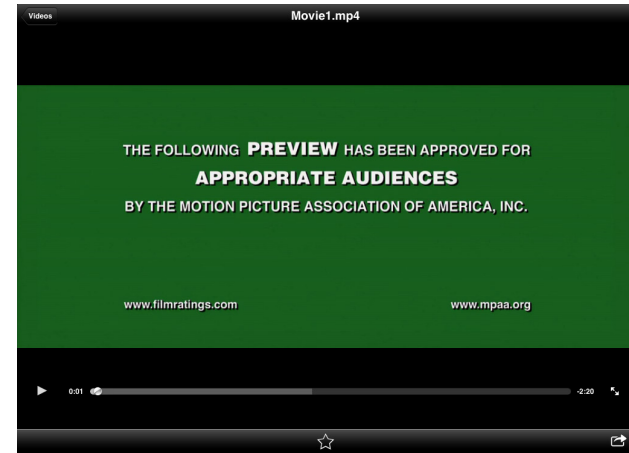 Videos
Movie1.mp4
THE FOLLOWING PREVIEW HAS BEEN APPROVED FOR
APPROPRIATE AUDIENCES
BY THE MOTION PICTURE ASSOCIATION OF AMERICA, INC.
www.filmratings.com www.mpaa.org
0:01 -2:20